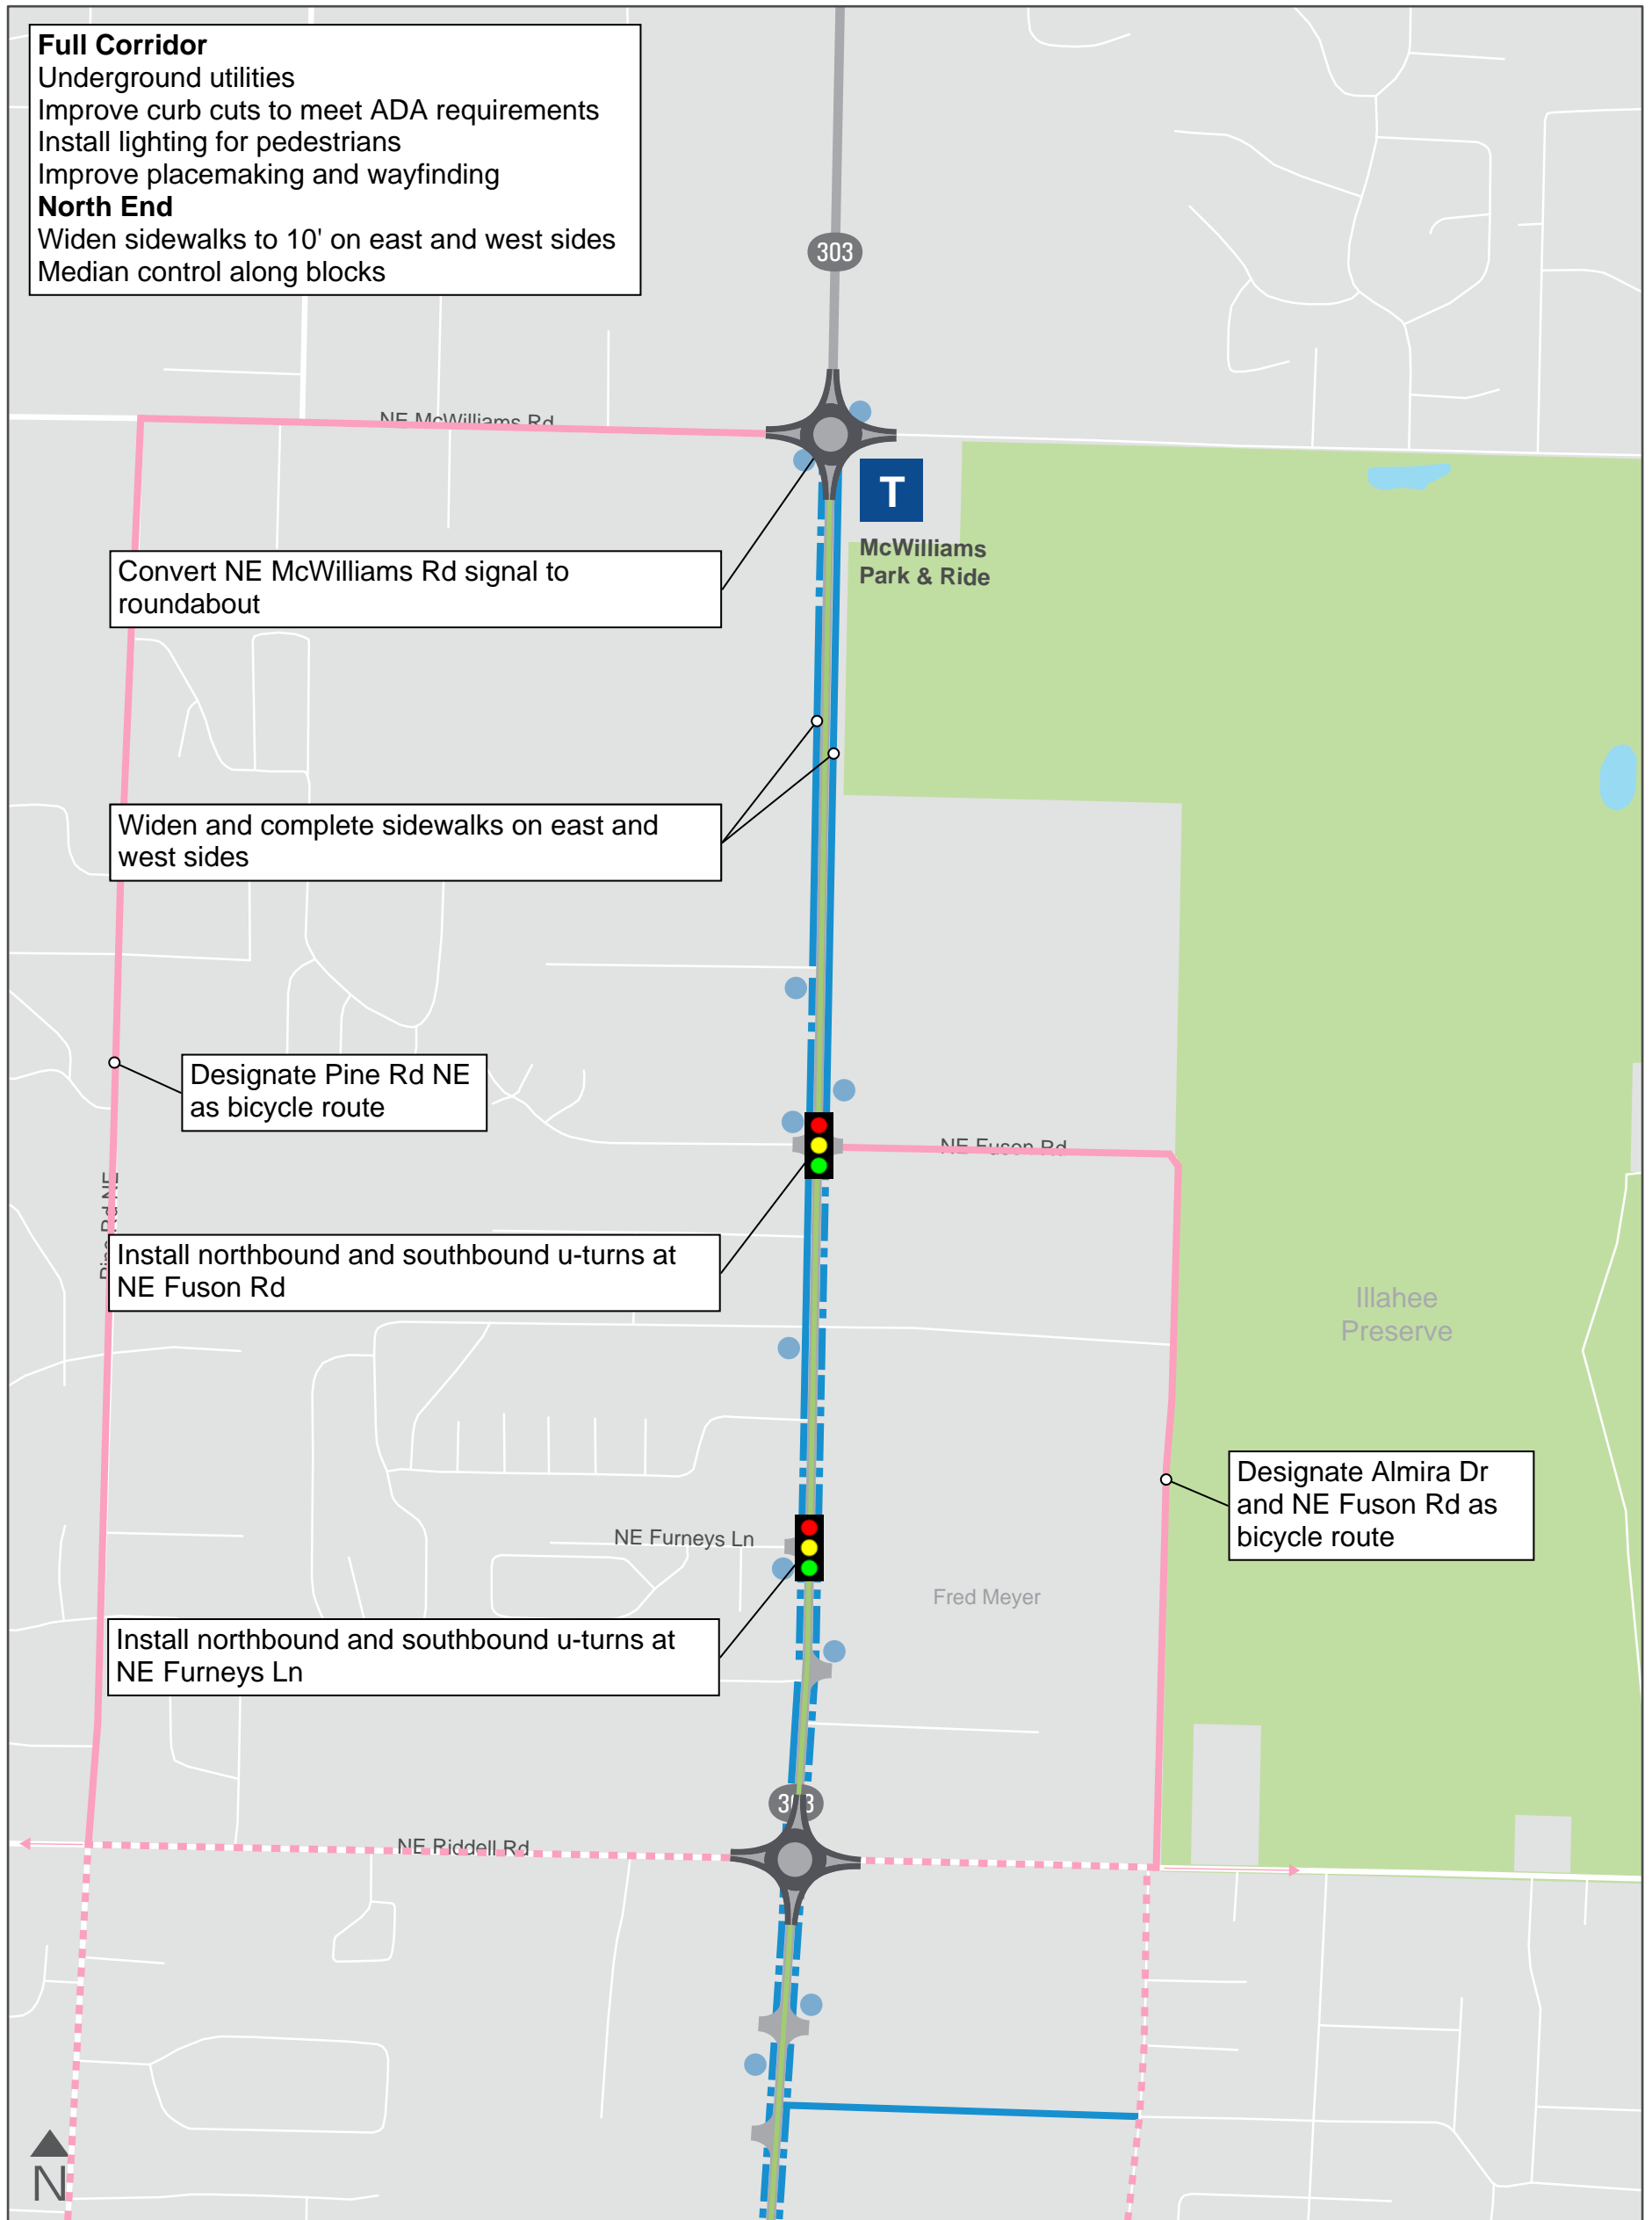 Full Corridor
Underground utilities
Improve curb cuts to meet ADA requirements
Install lighting for pedestrians
Improve placemaking and wayfinding
North End
Widen sidewalks to 10' on east and west sides
Median control along blocks
303
NE McWilliams Rd
T
McWilliams
Park & Ride
Convert NE McWilliams Rd signal to
roundabout
Widen and complete sidewalks on east and
west sides
Designate Pine Rd NE
as bicycle route
NE Fuson Rd
Pine Rd NE
Install northbound and southbound u-turns at
NE Fuson Rd
Illahee
Preserve
Designate Almira Dr
and NE Fuson Rd as
bicycle route
NE Furneys Ln
Fred Meyer
Install northbound and southbound u-turns at
NE Furneys Ln
303
NE Riddell Rd
N